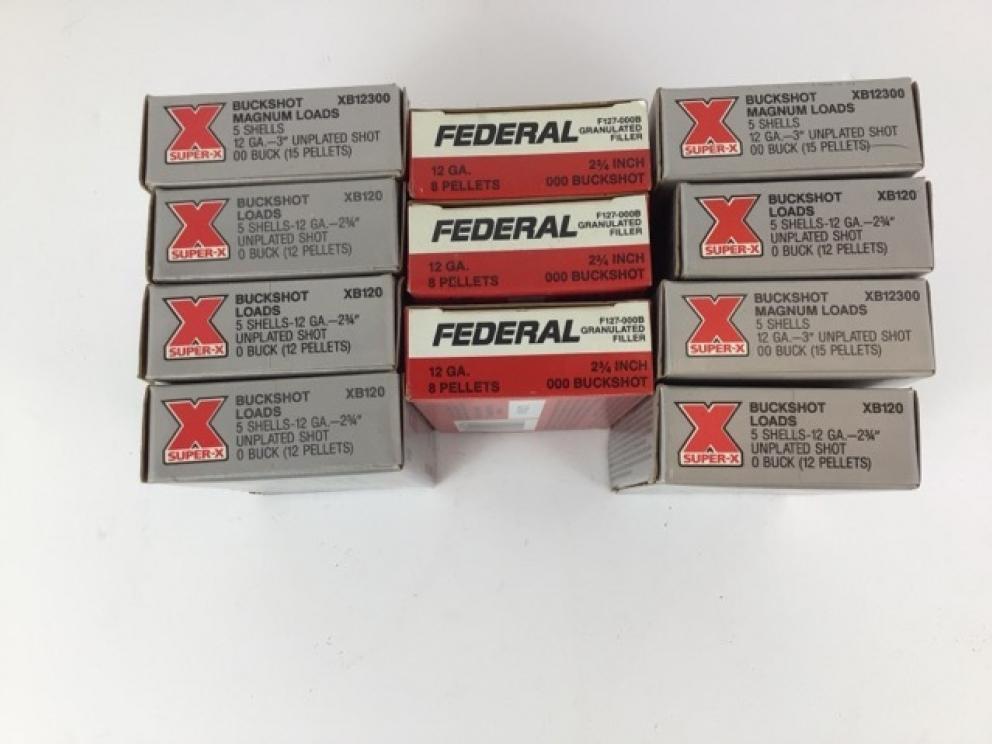 X
SUPER-X
BUCKSHOT XB12300
MAGNUM LOADS
5 SHELLS
12 GA.—3" UNPLATED SHOT
00 BUCK (15 PELLETS)
X
SUPER-X
BUCKSHOT XB120
LOADS
5 SHELLS-12 GA.—2¾"
UNPLATED SHOT
0 BUCK (12 PELLETS)
X
SUPER-X
BUCKSHOT XB120
LOADS
5 SHELLS-12 GA.—2¾"
UNPLATED SHOT
0 BUCK (12 PELLETS)
X
SUPER-X
BUCKSHOT XB120
LOADS
5 SHELLS-12 GA.—2¾"
UNPLATED SHOT
0 BUCK (12 PELLETS)
FEDERAL
F127-000B
GRANULATED
FILLER
12 GA. 2¾ INCH
8 PELLETS 000 BUCKSHOT
FEDERAL
F127-000B
GRANULATED
FILLER
12 GA. 2¾ INCH
8 PELLETS 000 BUCKSHOT
FEDERAL
F127-000B
GRANULATED
FILLER
12 GA. 2¾ INCH
8 PELLETS 000 BUCKSHOT
X
SUPER-X
BUCKSHOT XB12300
MAGNUM LOADS
5 SHELLS
12 GA.—3" UNPLATED SHOT
00 BUCK (15 PELLETS)
X
SUPER-X
BUCKSHOT XB120
LOADS
5 SHELLS-12 GA.—2¾"
UNPLATED SHOT
0 BUCK (12 PELLETS)
X
SUPER-X
BUCKSHOT XB12300
MAGNUM LOADS
5 SHELLS
12 GA.—3" UNPLATED SHOT
00 BUCK (15 PELLETS)
X
SUPER-X
BUCKSHOT XB120
LOADS
5 SHELLS-12 GA.—2¾"
UNPLATED SHOT
0 BUCK (12 PELLETS)